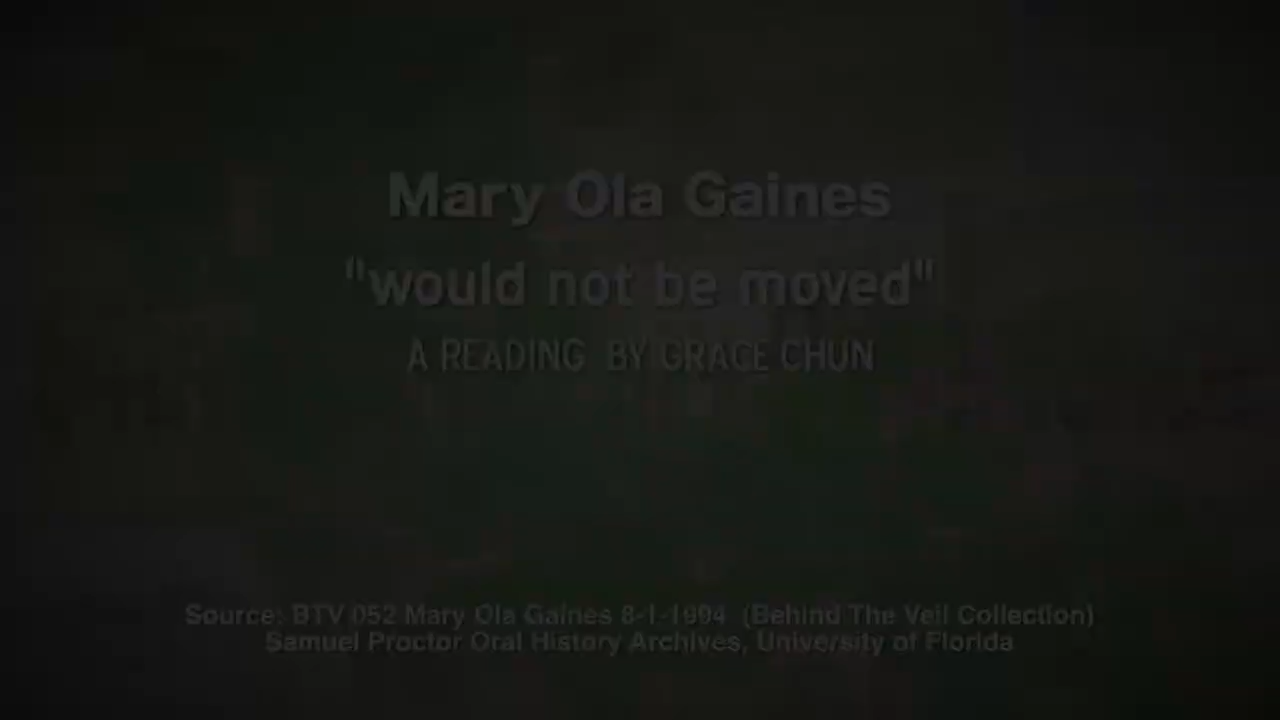 Mary Ola Gaines
"would not be moved"
A READING BY GRACE CHUN
Source: BTV 052 Mary Ola Gaines 8-1-1994 (Behind The Veil Collection)
Samuel Proctor Oral History Archives, University of Florida